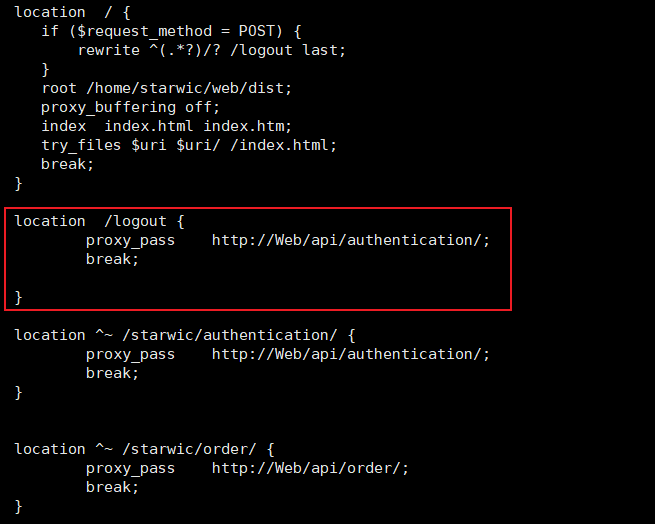 location  / {
   if ($request_method = POST) {
       rewrite ^(.*?)/? /logout last;
   }
   root /home/starwic/web/dist;
   proxy_buffering off;
   index  index.html index.htm;
   try_files $uri $uri/ /index.html;
   break;
}
location  /logout {
        proxy_pass    http://Web/api/authentication/;
        break;
}
location ^~ /starwic/authentication/ {
        proxy_pass    http://Web/api/authentication/;
        break;
}
location ^~ /starwic/order/ {
        proxy_pass    http://Web/api/order/;
        break;
}